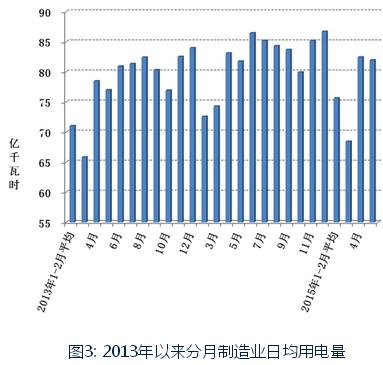 90
85
80
75
70
65
60
55
亿千瓦时
2013年1-2月平均
4月
6月
8月
10月
12月
3月
5月
7月
9月
11月
2015年1-2月平均
4月
图3: 2013年以来分月制造业日均用电量